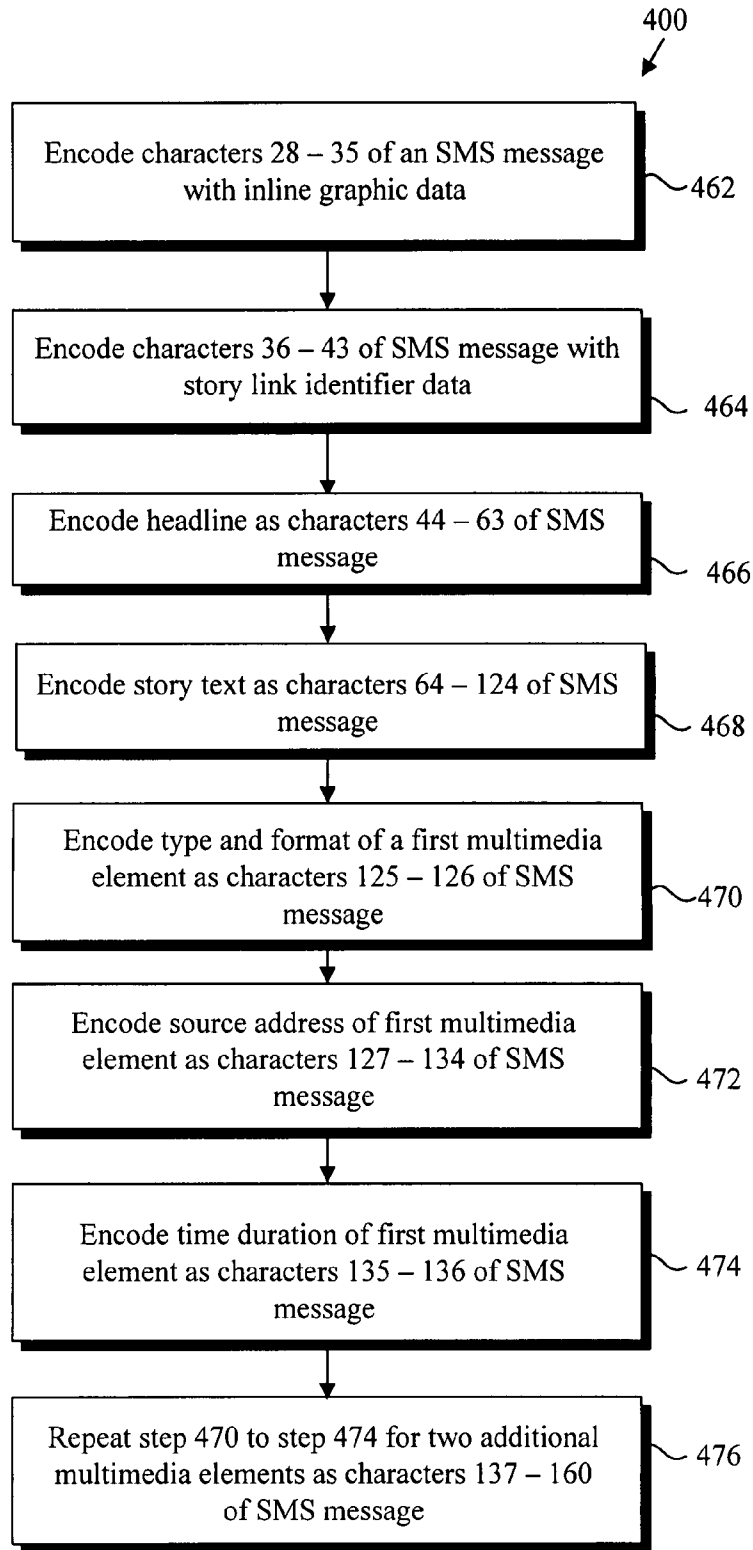 400
Encode characters 28 – 35 of an SMS message
with inline graphic data
462
Encode characters 36 – 43 of SMS message with
story link identifier data
464
Encode headline as characters 44 – 63 of SMS
message
466
Encode story text as characters 64 – 124 of SMS
message
468
Encode type and format of a first multimedia
element as characters 125 – 126 of SMS
message
470
Encode source address of first multimedia
element as characters 127 – 134 of SMS
message
472
Encode time duration of first multimedia
element as characters 135 – 136 of SMS
message
474
Repeat step 470 to step 474 for two additional
multimedia elements as characters 137 – 160
of SMS message
476